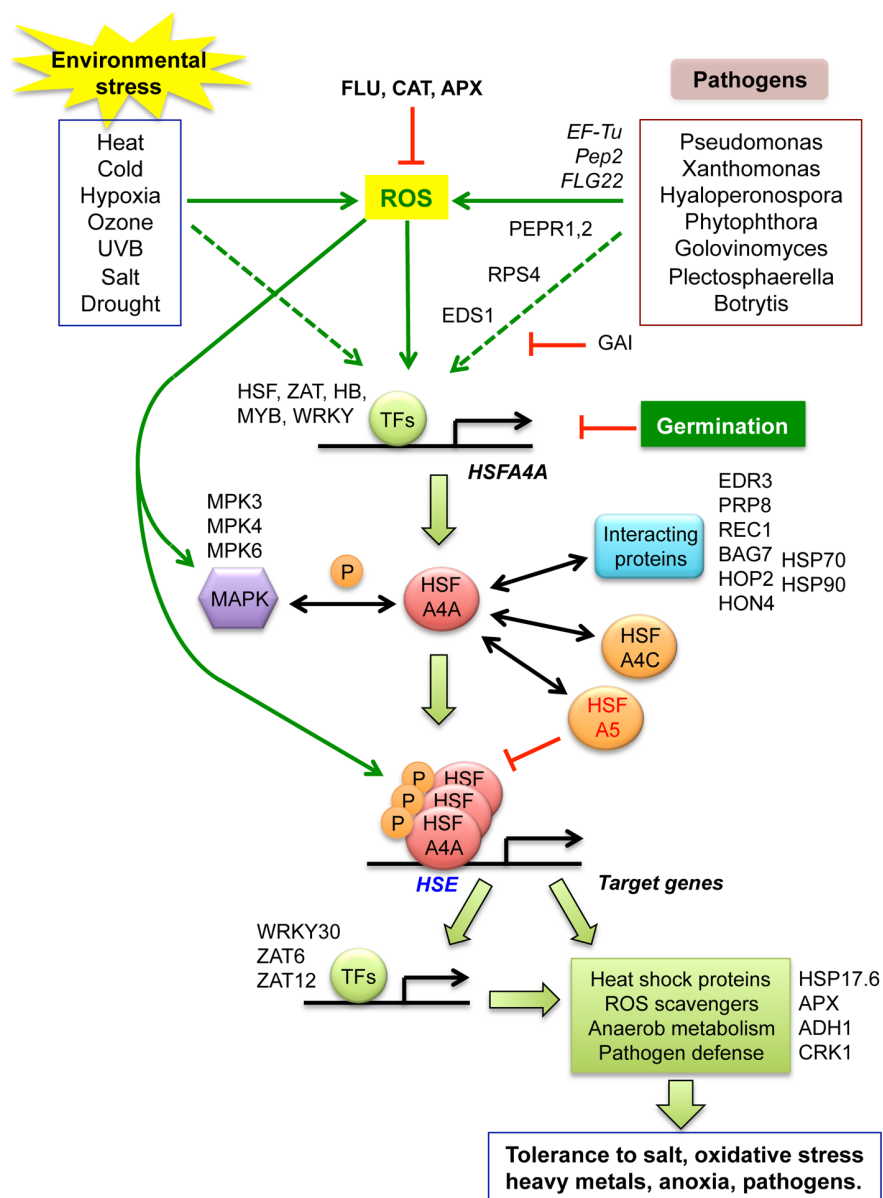 Environmental
stress
Heat
Cold
Hypoxia
Ozone
UVB
Salt
Drought
FLU, CAT, APX
ROS
Pathogens
EF-Tu
Pep2
FLG22
Pseudomonas
Xanthomonas
Hyaloperonospora
Phytophthora
Golovinomyces
Plectosphaerella
Botrytis
PEPR1,2
RPS4
EDS1
GAI
HSF, ZAT, HB,
MYB, WRKY
TFs
HSFA4A
Germination
MPK3
MPK4
MPK6
MAPK
P
HSF
A4A
Interacting
proteins
EDR3
PRP8
REC1
BAG7
HOP2
HON4
HSP70
HSP90
HSF
A4C
HSF
A5
P
HSF
P
HSF
P
HSF
A4A
HSE
Target genes
WRKY30
ZAT6
ZAT12
TFs
Heat shock proteins
ROS scavengers
Anaerob metabolism
Pathogen defense
HSP17.6
APX
ADH1
CRK1
Tolerance to salt, oxidative stress
heavy metals, anoxia, pathogens.